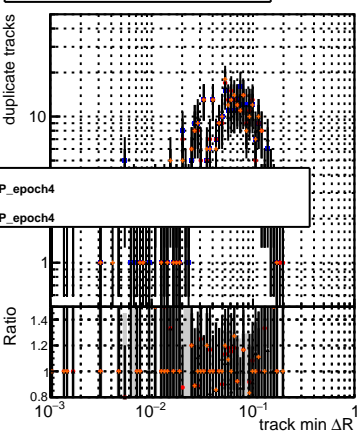 duplicate tracks
10
P_epoch4
P_epoch4
1
Ratio
1.4
1.2
1
0.8
10−3
10−2
10−1
1
track min ΔR